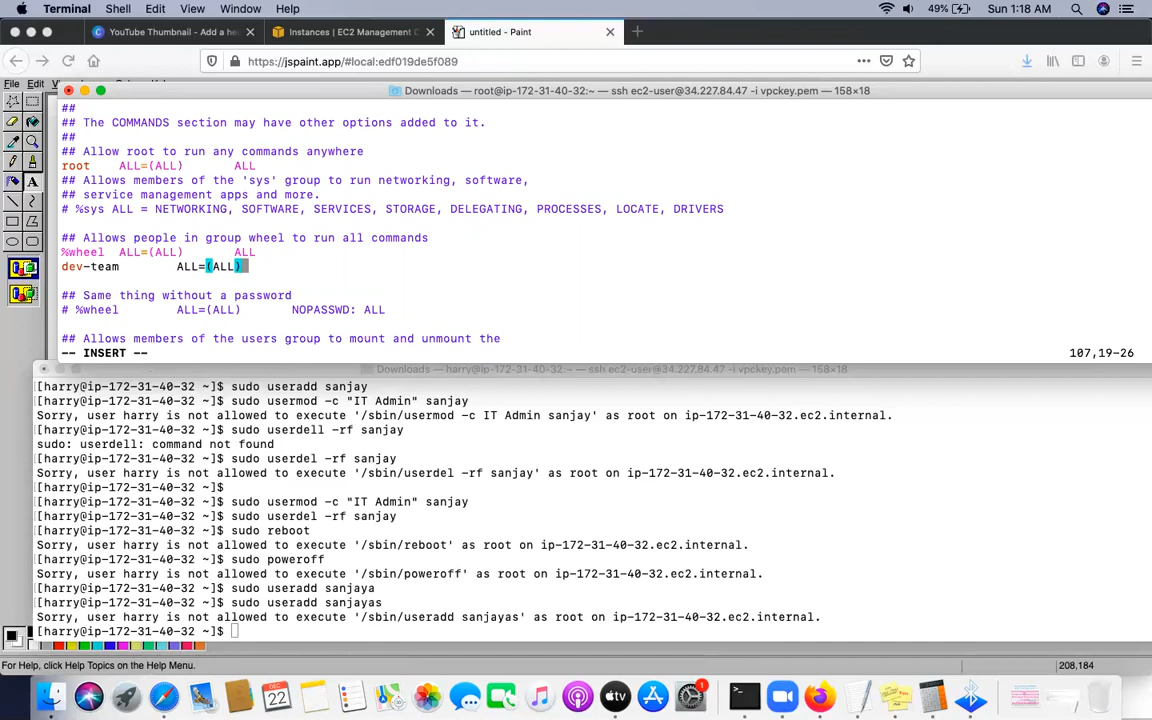 Terminal Shell Edit View Window Help 49% Sun 1:18 AM
YouTube Thumbnail - Add a he Instances | EC2 Management C untitled - Paint
https://jspaint.app/#local:edf019de5f089
File Edit
Downloads — root@ip-172-31-40-32:~ — ssh ec2-user@34.227.84.47 -i vpckey.pem — 158×18
##
## The COMMANDS section may have other options added to it.
##
## Allow root to run any commands anywhere
root ALL=(ALL) ALL
## Allows members of the 'sys' group to run networking, software,
## service management apps and more.
# %sys ALL = NETWORKING, SOFTWARE, SERVICES, STORAGE, DELEGATING, PROCESSES, LOCATE, DRIVERS
## Allows people in group wheel to run all commands
%wheel ALL=(ALL) ALL
dev-team ALL=(ALL)
## Same thing without a password
# %wheel ALL=(ALL) NOPASSWD: ALL
## Allows members of the users group to mount and unmount the
-- INSERT -- 107,19-26
Downloads — harry@ip-172-31-40-32:~ — ssh ec2-user@34.227.84.47 -i vpckey.pem — 158×18
[harry@ip-172-31-40-32 ~]$ sudo useradd sanjay
[harry@ip-172-31-40-32 ~]$ sudo usermod -c "IT Admin" sanjay
Sorry, user harry is not allowed to execute '/sbin/usermod -c IT Admin sanjay' as root on ip-172-31-40-32.ec2.internal.
[harry@ip-172-31-40-32 ~]$ sudo userdell -rf sanjay
sudo: userdell: command not found
[harry@ip-172-31-40-32 ~]$ sudo userdel -rf sanjay
Sorry, user harry is not allowed to execute '/sbin/userdel -rf sanjay' as root on ip-172-31-40-32.ec2.internal.
[harry@ip-172-31-40-32 ~]$
[harry@ip-172-31-40-32 ~]$ sudo usermod -c "IT Admin" sanjay
[harry@ip-172-31-40-32 ~]$ sudo userdel -rf sanjay
[harry@ip-172-31-40-32 ~]$ sudo reboot
Sorry, user harry is not allowed to execute '/sbin/reboot' as root on ip-172-31-40-32.ec2.internal.
[harry@ip-172-31-40-32 ~]$ sudo poweroff
Sorry, user harry is not allowed to execute '/sbin/poweroff' as root on ip-172-31-40-32.ec2.internal.
[harry@ip-172-31-40-32 ~]$ sudo useradd sanjaya
[harry@ip-172-31-40-32 ~]$ sudo useradd sanjayas
Sorry, user harry is not allowed to execute '/sbin/useradd sanjayas' as root on ip-172-31-40-32.ec2.internal.
[harry@ip-172-31-40-32 ~]$
For Help, click Help Topics on the Help Menu. 208,184
22
tv
1